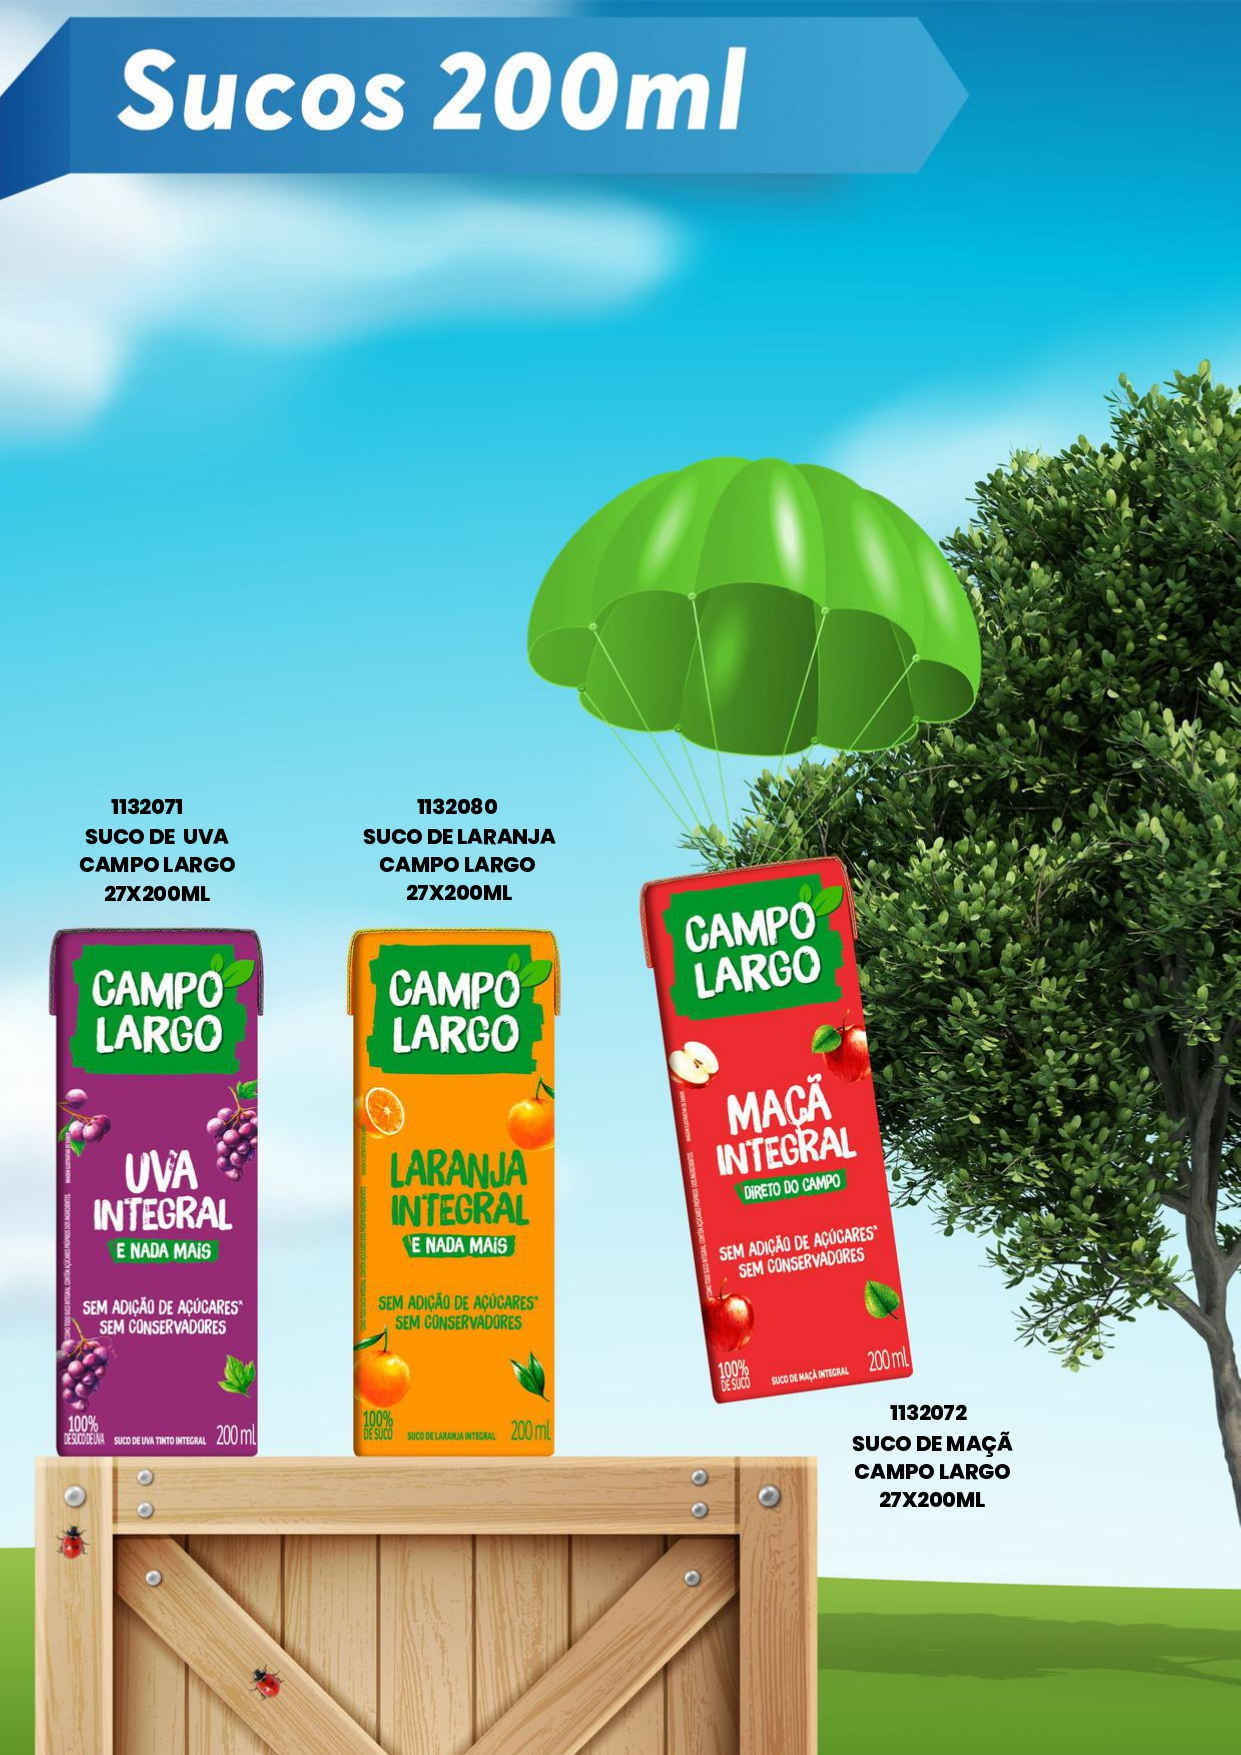 Sucos 200ml
1132071
SUCO DE UVA
CAMPO LARGO
27X200ML
1132080
SUCO DE LARANJA
CAMPO LARGO
27X200ML
CAMPO
LARGO
UVA
INTEGRAL
E NADA MAIS
SEM ADIÇÃO DE AÇÚCARES*
SEM CONSERVADORES
100%
DE SUCO DE UVA
SUCO DE UVA TINTO INTEGRAL
200 ml
CAMPO
LARGO
LARANJA
INTEGRAL
E NADA MAIS
SEM ADIÇÃO DE AÇÚCARES*
SEM CONSERVADORES
100%
DE SUCO
SUCO DE LARANJA INTEGRAL
200 ml
CAMPO
LARGO
MAÇÃ
INTEGRAL
DIRETO DO CAMPO
SEM ADIÇÃO DE AÇÚCARES*
SEM CONSERVADORES
100%
DE SUCO
SUCO DE MAÇÃ INTEGRAL
200 ml
1132072
SUCO DE MAÇÃ
CAMPO LARGO
27X200ML